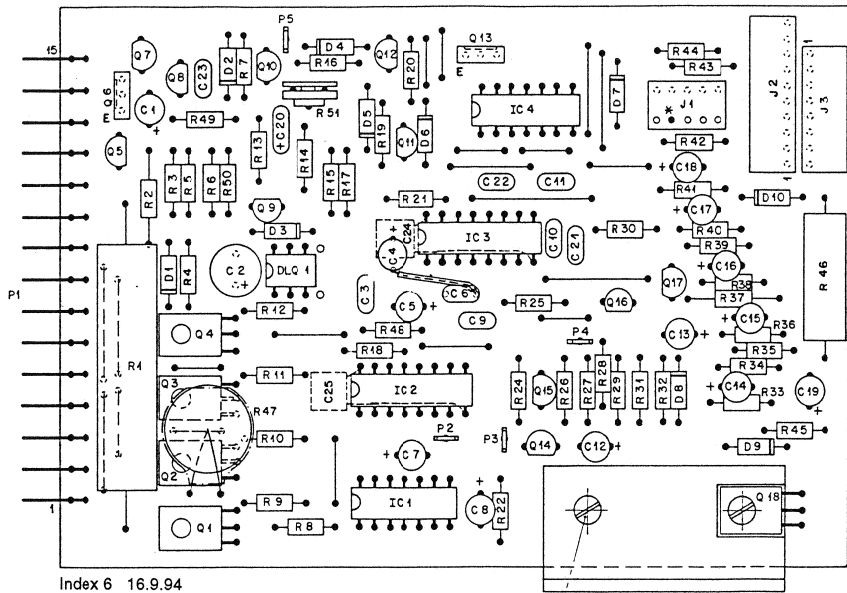 P5
15
Q7
Q8
C23
D2
R7
Q10
D4
R16
Q12
R20
Q13
E
R44
R43
J2
1
J3
Q6
E
C1
R49
R51
D5
R19
Q11
D6
IC4
D7
J1
*
R13
+
C20
R14
R42
Q5
R2
R3
R5
R6
R50
R15
R17
C22
C11
+
C18
R41
1
D10
R21
Q9
D3
C24
+
C4
IC3
C10
C21
R30
+
C17
R40
R39
D1
R4
C2
+
DLQ1
C3
C6
+
C16
R38
R37
R46
P1
R12
C5
+
C9
R25
Q16
Q17
+
C15
R36
R1
Q4
R48
R18
P4
C13
+
R35
R34
R11
Q3
R47
C25
IC2
R24
Q15
R26
R27
R28
R29
R31
R32
D8
+
C14
R33
C19
+
R10
P2
P3
Q14
C12
+
R45
D9
Q2
+
C7
R9
IC1
+
C8
R22
Q18
1
Q1
R8
Index 6 16.9.94